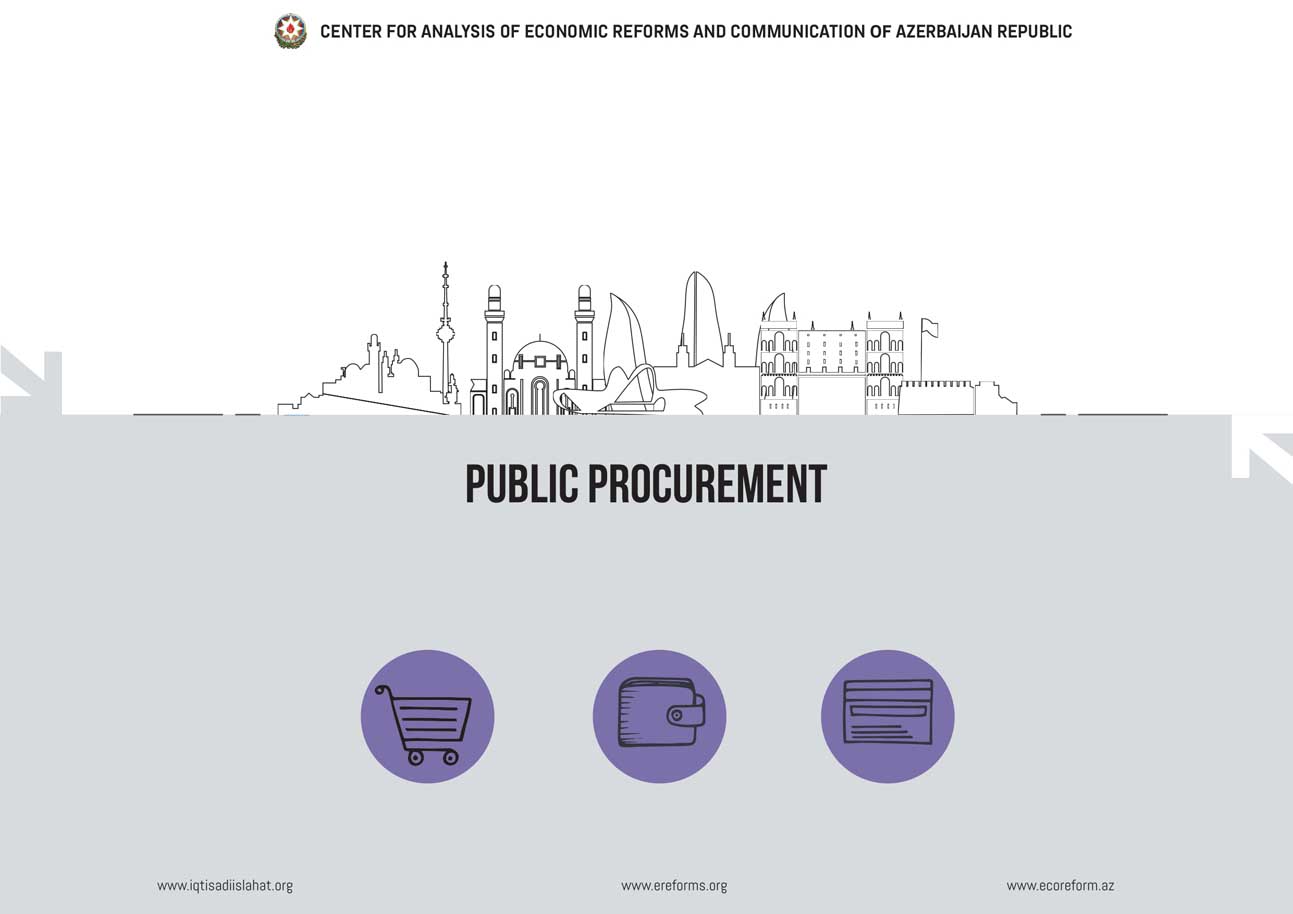 CENTER FOR ANALYSIS OF ECONOMIC REFORMS AND COMMUNICATION OF AZERBAIJAN REPUBLIC
PUBLIC PROCUREMENT
www.iqtisadiislahat.org
www.ereforms.org
www.ecoreform.az